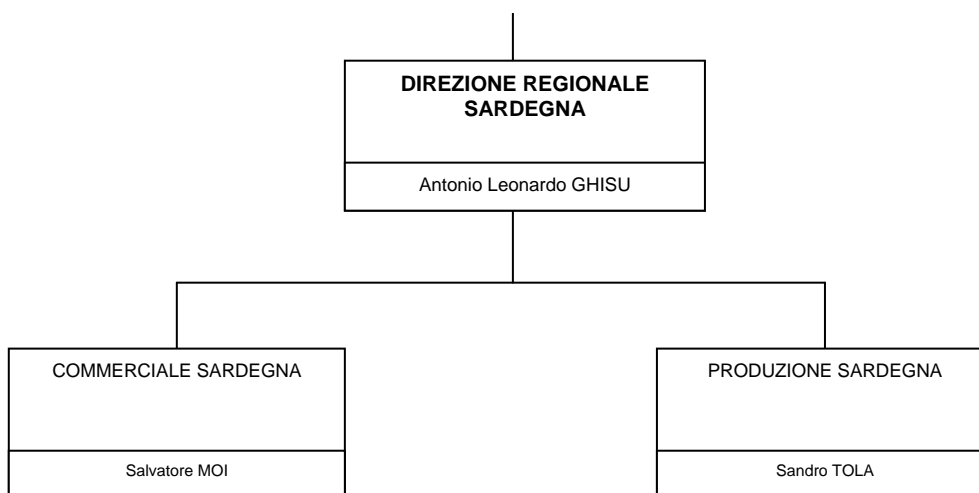 DIREZIONE REGIONALE
SARDEGNA
Antonio Leonardo GHISU
COMMERCIALE SARDEGNA
Salvatore MOI
PRODUZIONE SARDEGNA
Sandro TOLA